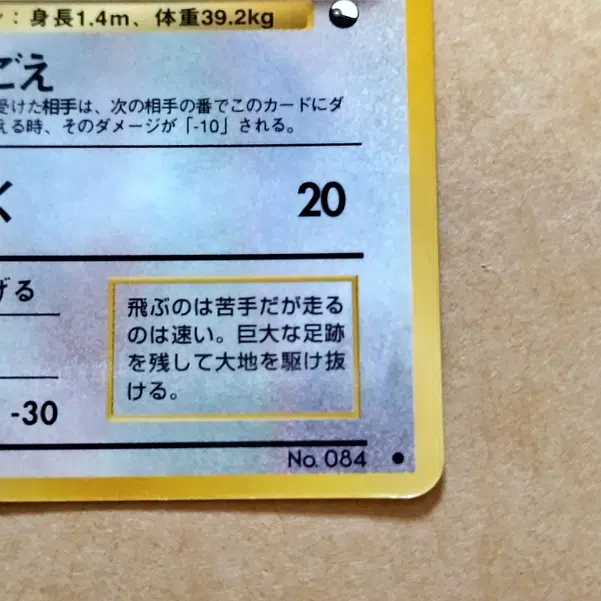 ：身長1.4m、体重39.2kg
ごえ
受けた相手は、次の相手の番でこのカードにダ
える時、そのダメージが「-10」される。
く 20
げる
飛ぶのは苦手だが走る
のは速い。巨大な足跡
を残して大地を駆け抜
ける。
-30
No. 084 ●